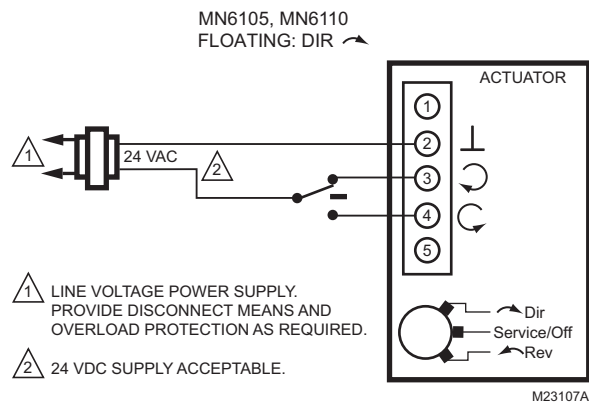 MN6105, MN6110
FLOATING: DIR
ACTUATOR
1
2
3
4
5
1
24 VAC
2
1 LINE VOLTAGE POWER SUPPLY.
PROVIDE DISCONNECT MEANS AND
OVERLOAD PROTECTION AS REQUIRED.
2 24 VDC SUPPLY ACCEPTABLE.
Dir
Service/Off
Rev
M23107A